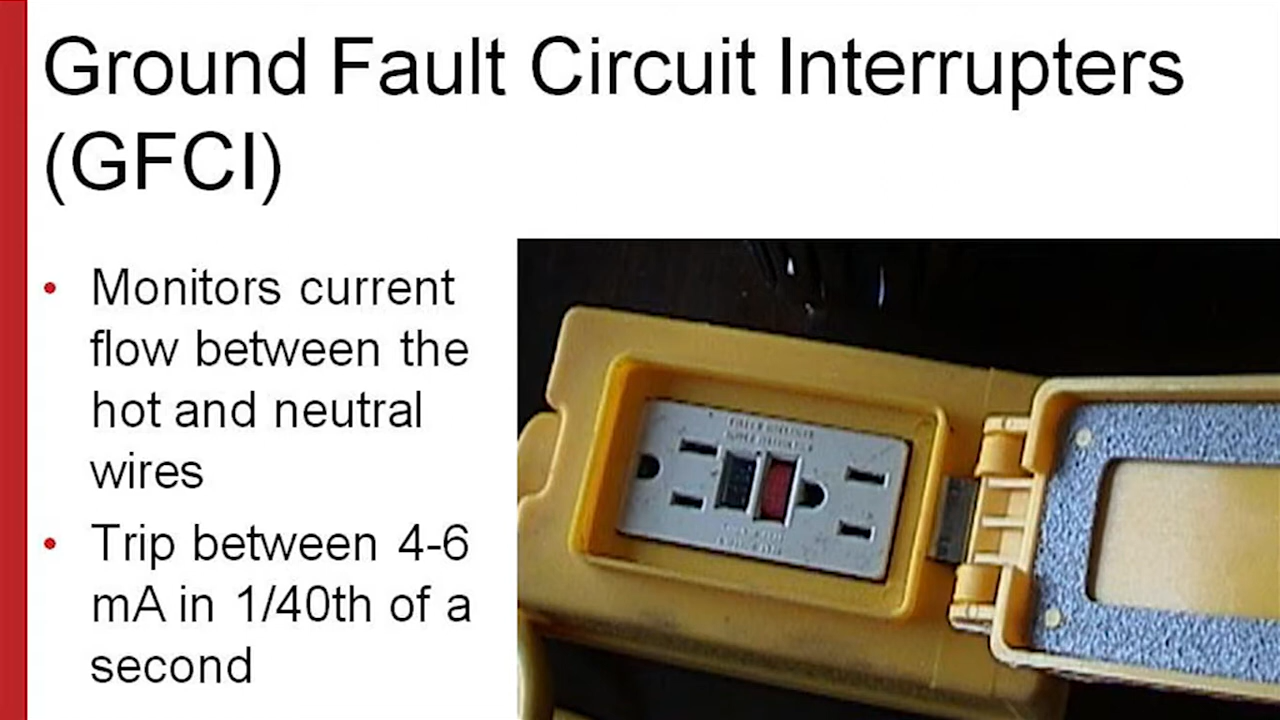 Ground Fault Circuit Interrupters
(GFCI)
• Monitors current
flow between the
hot and neutral
wires
• Trip between 4-6
mA in 1/40th of a
second